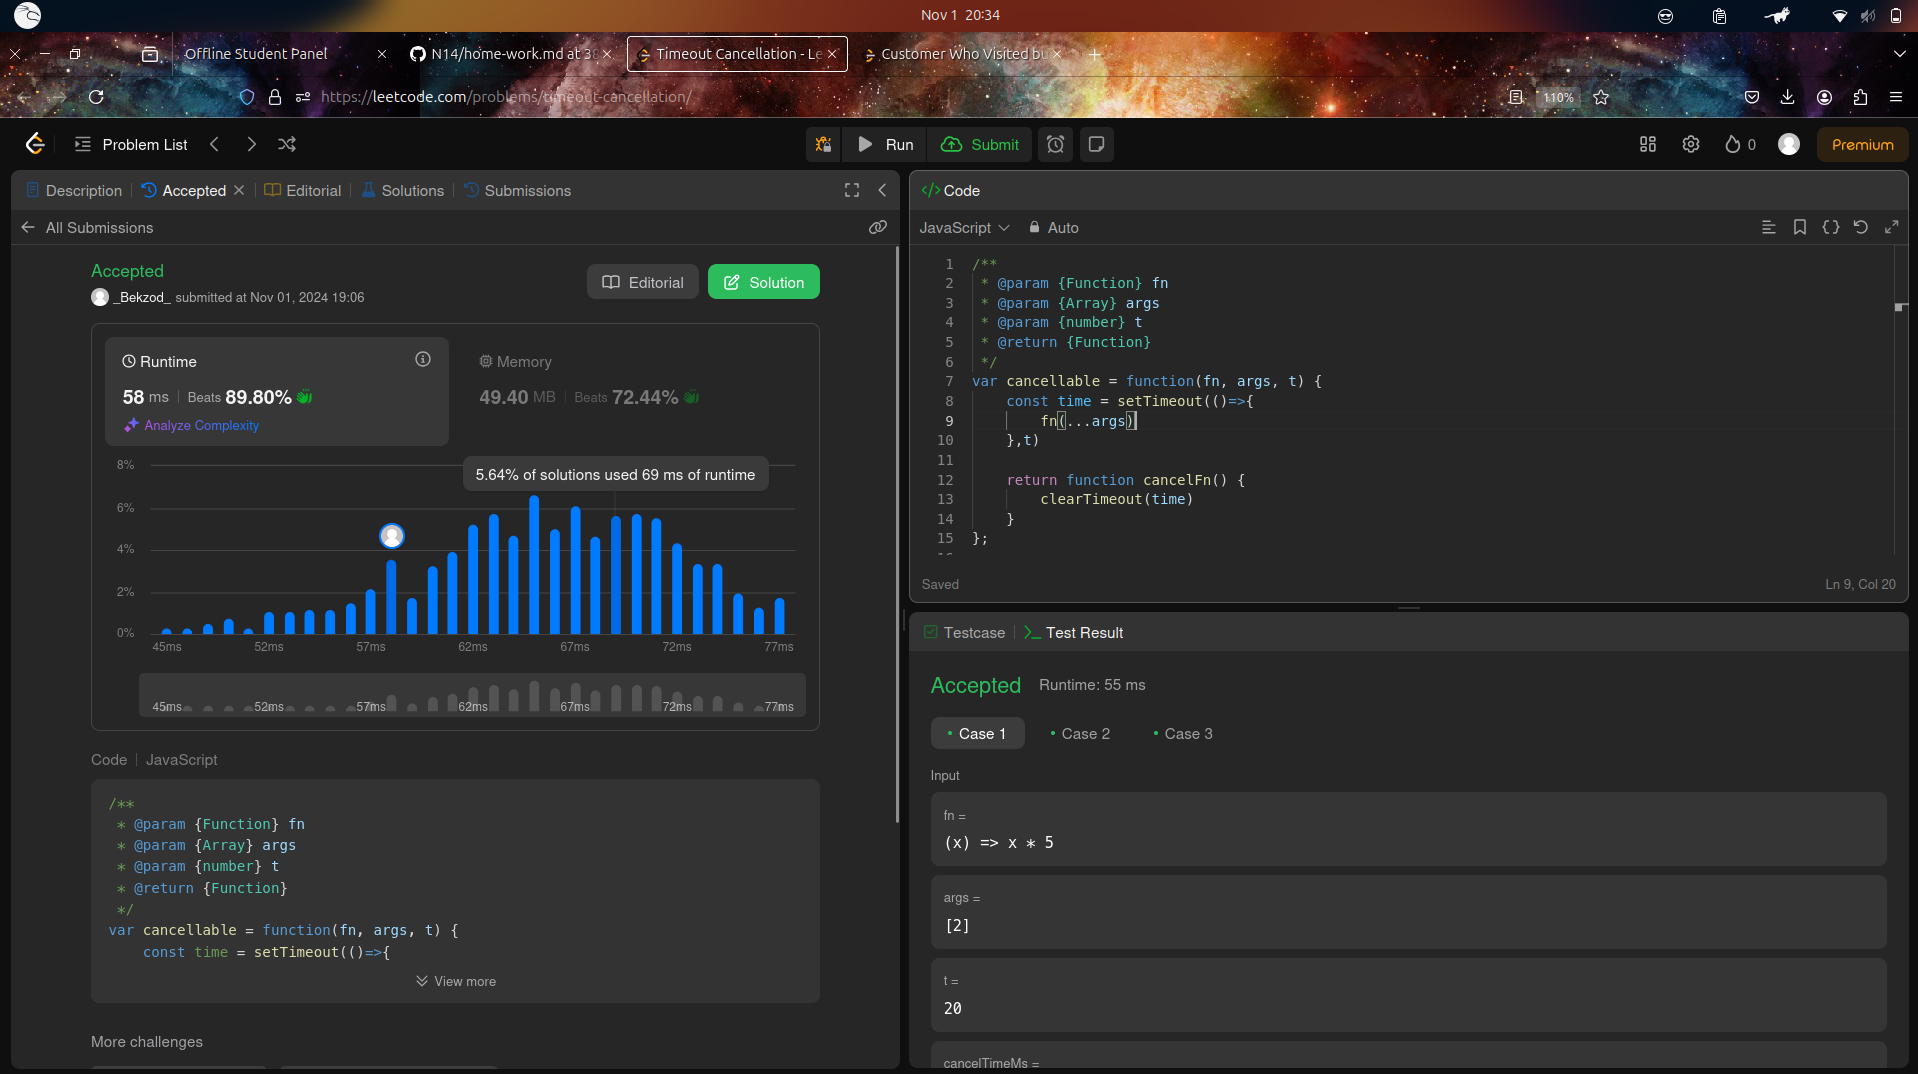 Nov 1 20:34
Offline Student Panel
N14/home-work.md at 38
Timeout Cancellation - Le
Customer Who Visited bu
https://leetcode.com/problems/timeout-cancellation/
110%
Problem List
Run
Submit
0
Premium
Description
Accepted
Editorial
Solutions
Submissions
All Submissions
Accepted
_Bekzod_ submitted at Nov 01, 2024 19:06
Editorial
Solution
Runtime
58 ms
Beats 89.80%
Analyze Complexity
Memory
49.40 MB
Beats 72.44%
8%
6%
4%
2%
0%
5.64% of solutions used 69 ms of runtime
45ms 52ms 57ms 62ms 67ms 72ms 77ms
45ms 52ms 57ms 62ms 67ms 72ms 77ms
Code
JavaScript
/**
* @param {Function} fn
* @param {Array} args
* @param {number} t
* @return {Function}
*/
var cancellable = function(fn, args, t) {
const time = setTimeout(()=>{
View more
More challenges
Code
JavaScript
Auto
1 /**
2 * @param {Function} fn
3 * @param {Array} args
4 * @param {number} t
5 * @return {Function}
6 */
7 var cancellable = function(fn, args, t) {
8 const time = setTimeout(()=>{
9 fn(...args)
10 },t)
11
12 return function cancelFn() {
13 clearTimeout(time)
14 }
15 };
Saved
Ln 9, Col 20
Testcase
Test Result
Accepted
Runtime: 55 ms
Case 1
Case 2
Case 3
Input
fn =
(x) => x * 5
args =
[2]
t =
20
cancelTimeMs =